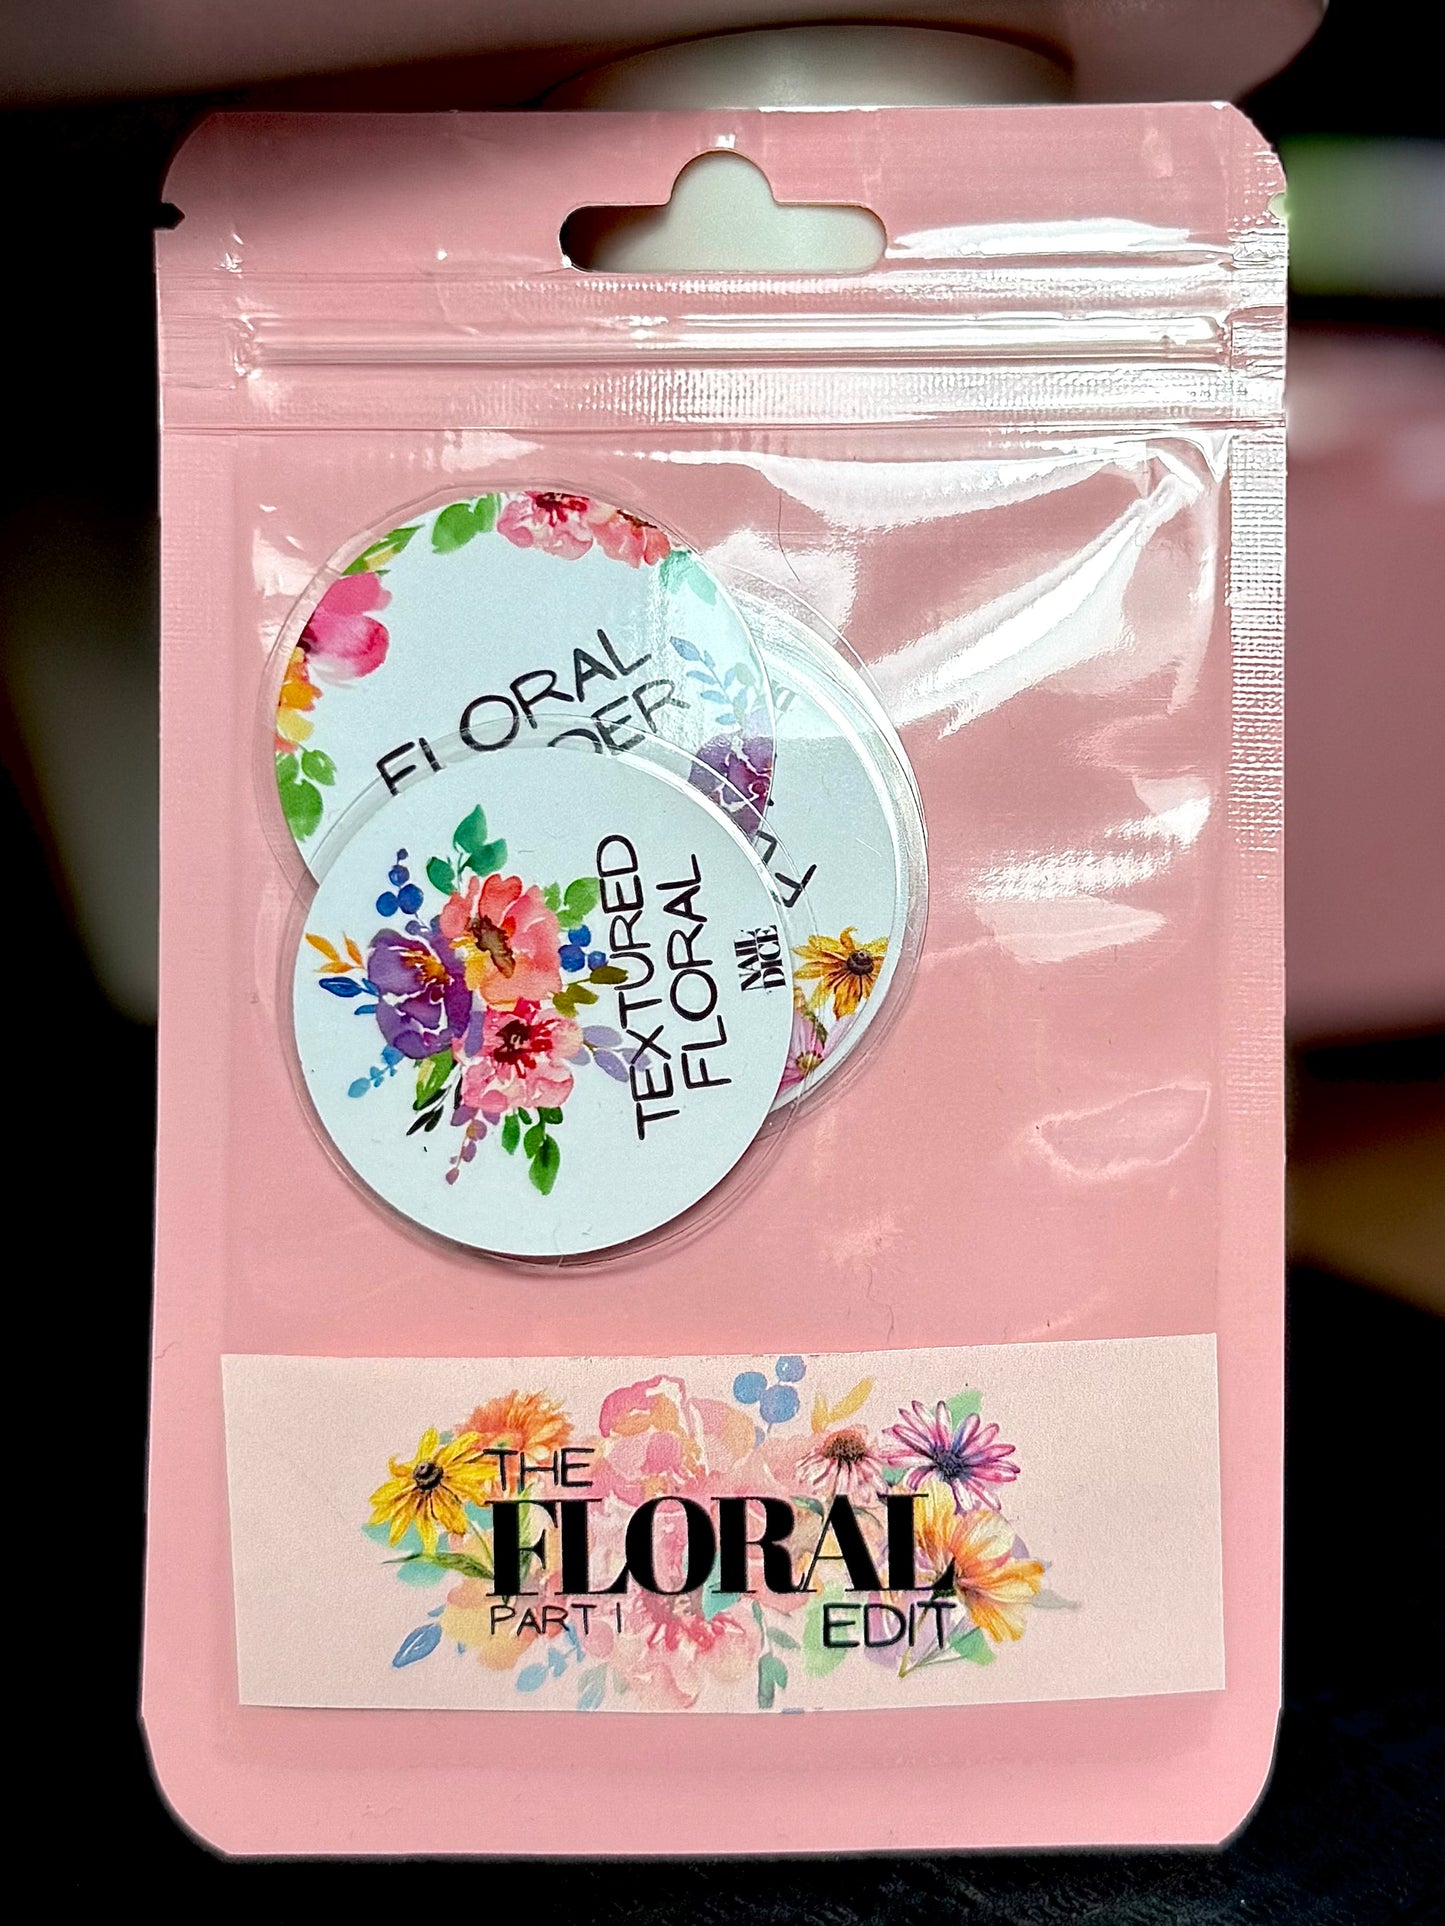 FLORAL
TEXTURED
FLORAL
NAIL
DICE
THE
FLORAL
PART I
EDIT